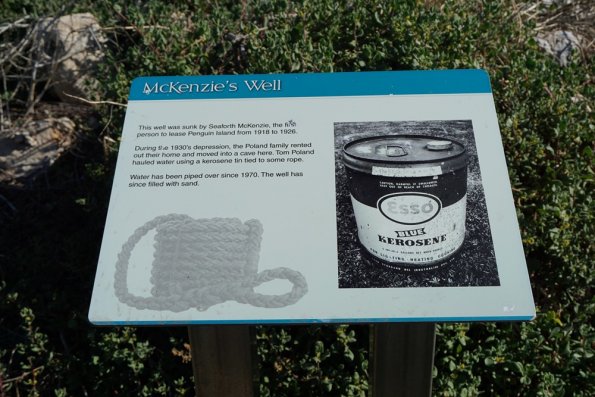 McKenzie's Well
This well was sunk by Seaforth McKenzie, the first
person to lease Penguin Island from 1918 to 1926.
During the 1930's depression, the Poland family rented
out their home and moved into a cave here. Tom Poland
hauled water using a kerosene tin tied to some rope.
Water has been piped over since 1970. The well has
since filled with sand.
Esso
BLUE
KEROSENE